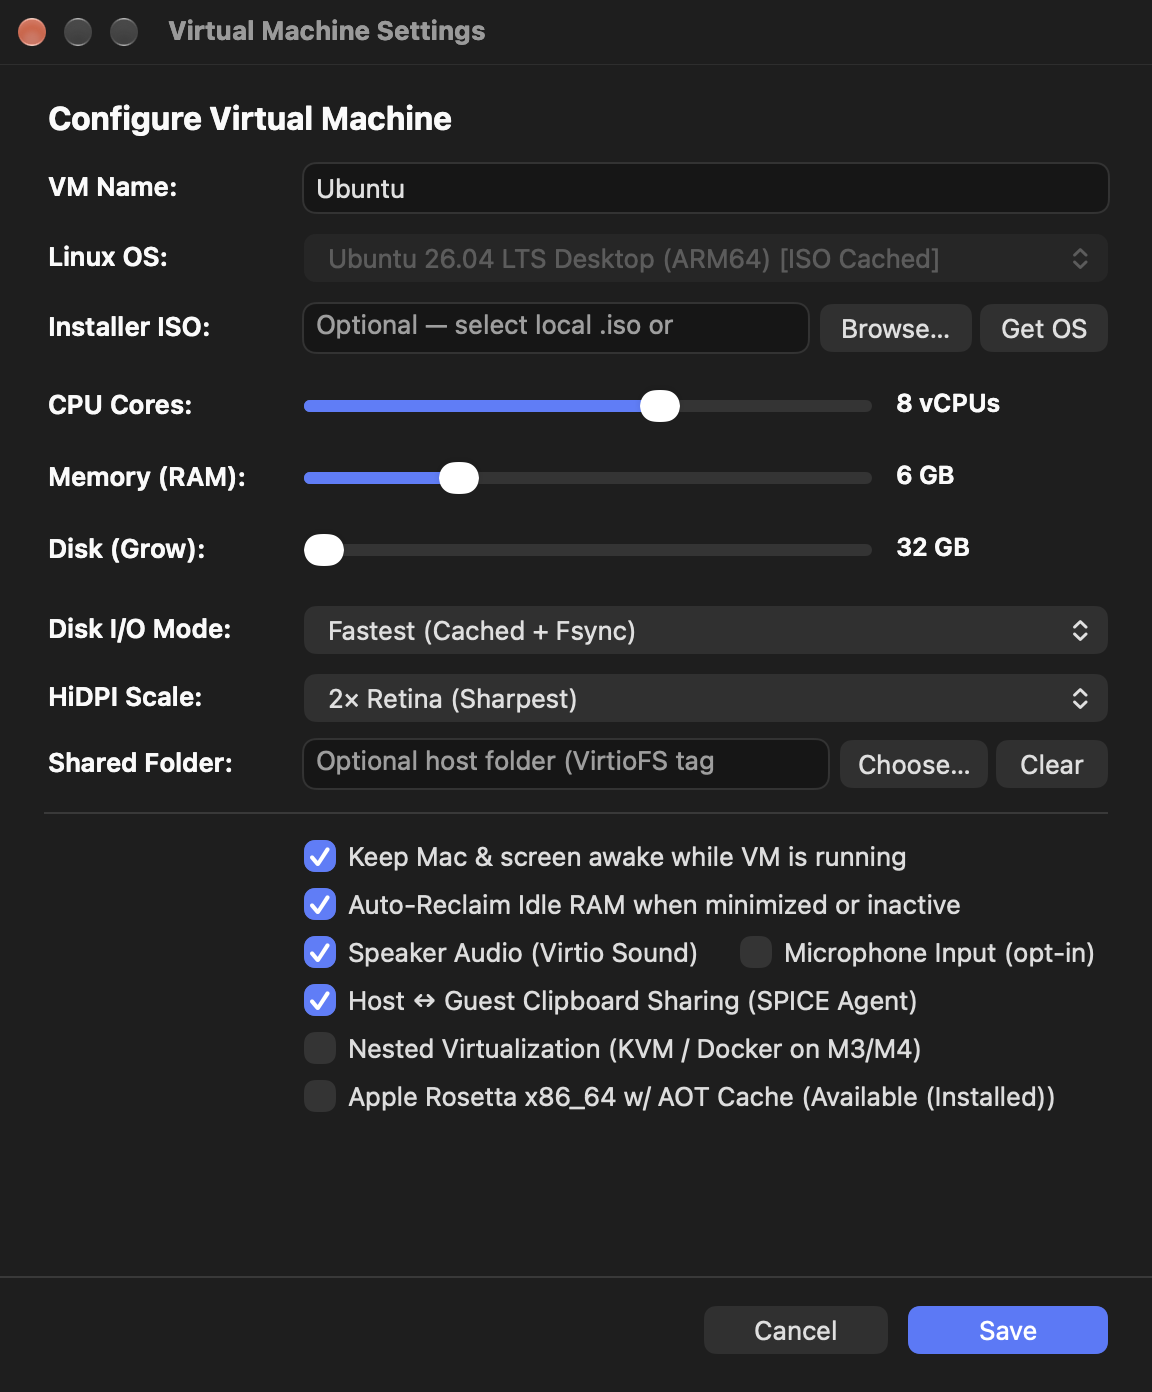 Virtual Machine Settings
Configure Virtual Machine
VM Name: Ubuntu
Linux OS: Ubuntu 26.04 LTS Desktop (ARM64) [ISO Cached]
Installer ISO: Optional — select local .iso or Browse... Get OS
CPU Cores: 8 vCPUs
Memory (RAM): 6 GB
Disk (Grow): 32 GB
Disk I/O Mode: Fastest (Cached + Fsync)
HiDPI Scale: 2× Retina (Sharpest)
Shared Folder: Optional host folder (VirtioFS tag Choose... Clear
Keep Mac & screen awake while VM is running
Auto-Reclaim Idle RAM when minimized or inactive
Speaker Audio (Virtio Sound) Microphone Input (opt-in)
Host ↔ Guest Clipboard Sharing (SPICE Agent)
Nested Virtualization (KVM / Docker on M3/M4)
Apple Rosetta x86_64 w/ AOT Cache (Available (Installed))
Cancel Save